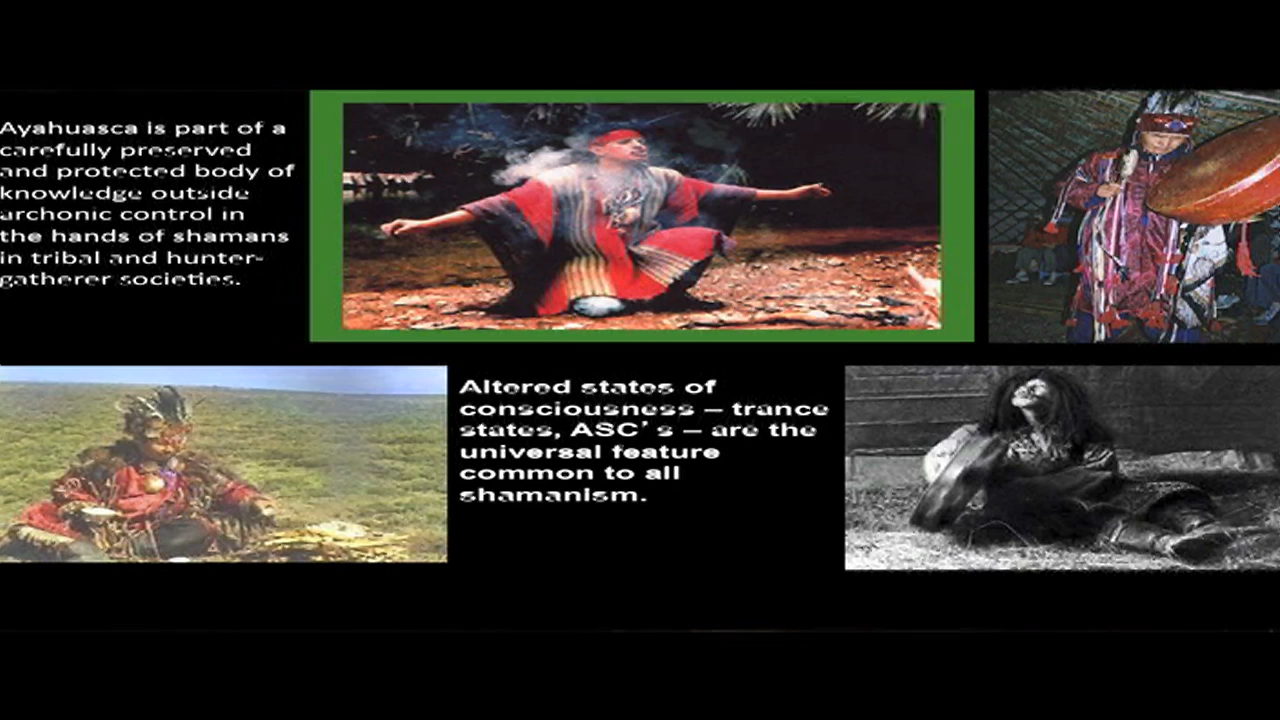 Ayahuasca is part of a
carefully preserved
and protected body of
knowledge outside
archonic control in
the hands of shamans
in tribal and hunter-
gatherer societies.
Altered states of
consciousness – trance
states, ASC's – are the
universal feature
common to all
shamanism.